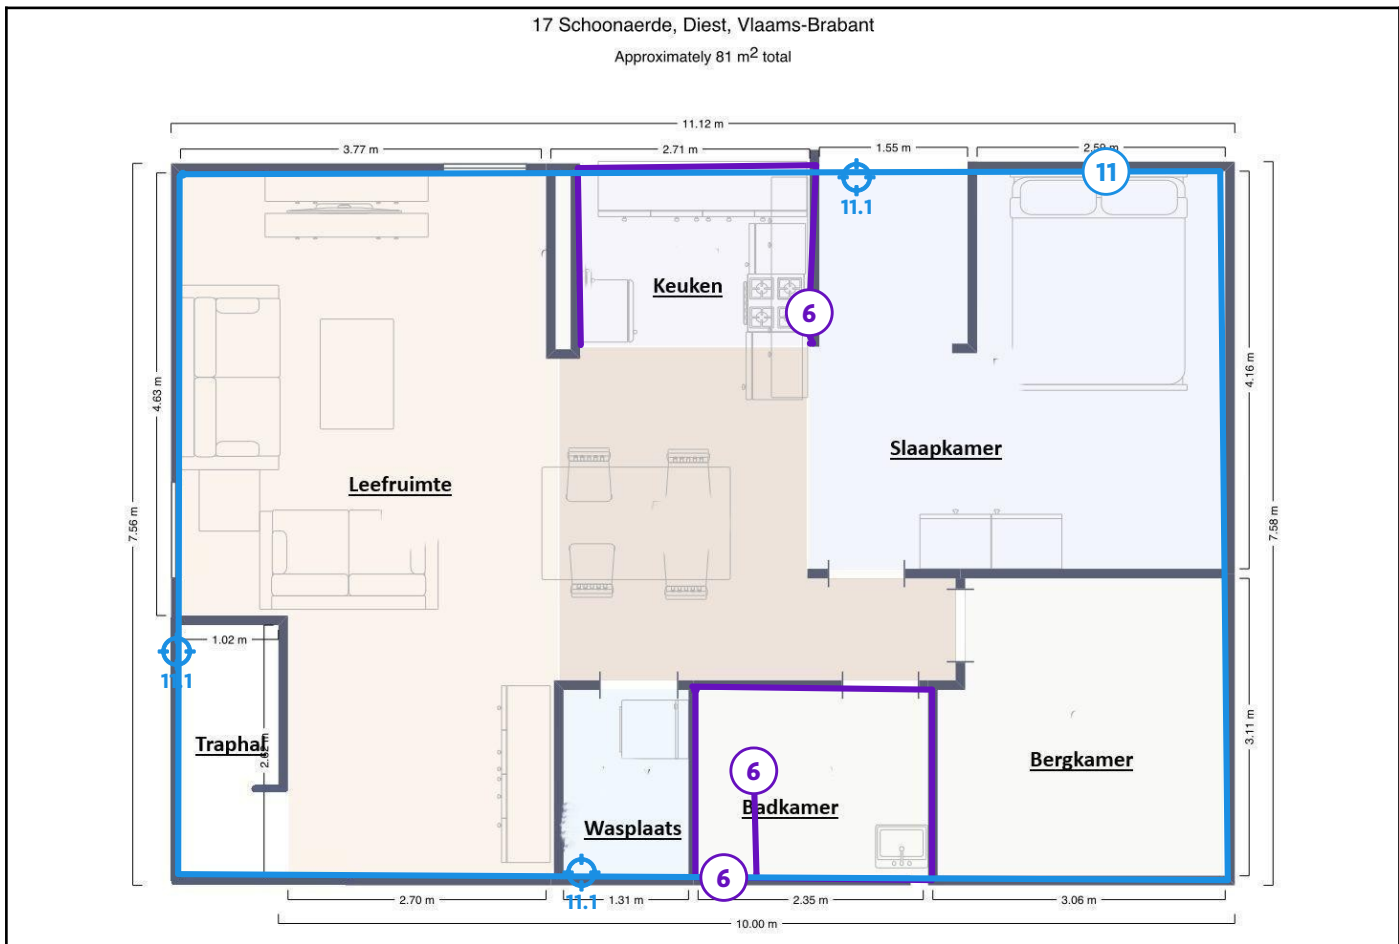 17 Schoonaerde, Diest, Vlaams-Brabant
Approximately 81 m² total
11.12 m
3.77 m
2.71 m
1.55 m
2.59 m
11
11.1
Keuken
6
4.63 m
4.16 m
Slaapkamer
Leefruimte
7.56 m
7.58 m
1.02 m
11.1
Traphal
2.62 m
3.11 m
Bergkamer
6
Badkamer
Wasplaats
6
11.1
2.70 m
1.31 m
2.35 m
3.06 m
10.00 m